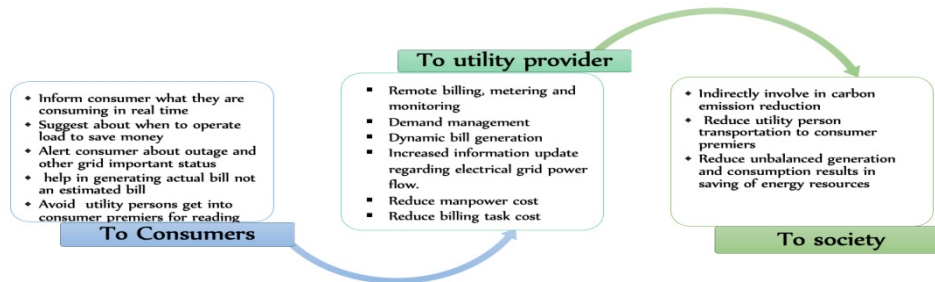 ◆ Inform consumer what they are
consuming in real time
◆ Suggest about when to operate
load to save money
◆ Alert consumer about outage and
other grid important status
◆ help in generating actual bill not
an estimated bill
◆ Avoid utility persons get into
consumer premiers for reading
To Consumers
To utility provider
▪ Remote billing, metering and
monitoring
▪ Demand management
▪ Dynamic bill generation
▪ Increased information update
regarding electrical grid power
flow.
▪ Reduce manpower cost
▪ Reduce billing task cost
◆ Indirectly involve in carbon
emission reduction
◆ Reduce utility person
transportation to consumer
premiers
◆ Reduce unbalanced generation
and consumption results in
saving of energy resources
To society